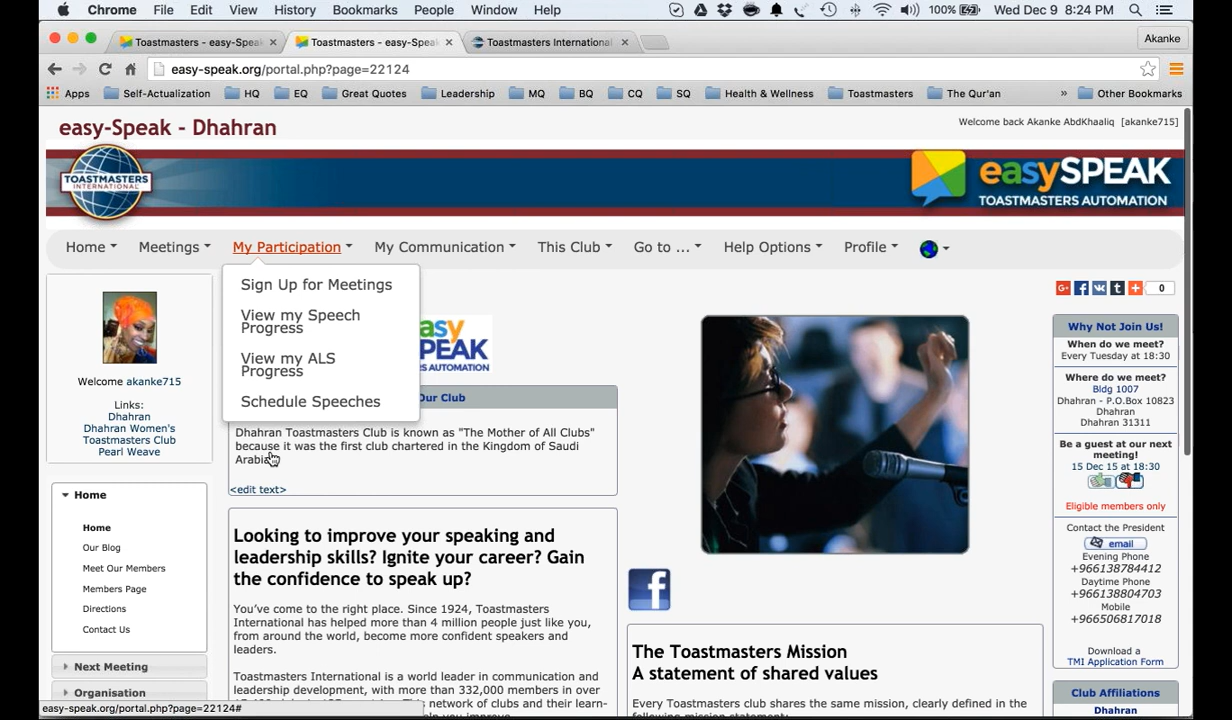 Chrome File Edit View History Bookmarks People Window Help 100% Wed Dec 9 8:24 PM
Toastmasters - easy-Speak Toastmasters - easy-Speak Toastmasters International Akanke
easy-speak.org/portal.php?page=22124
Apps Self-Actualization HQ EQ Great Quotes Leadership MQ BQ CQ SQ Health & Wellness Toastmasters The Qur'an » Other Bookmarks
easy-Speak - Dhahran
Welcome back Akanke AbdKhaaliq [akanke715]
TOASTMASTERS
INTERNATIONAL
easySPEAK
TOASTMASTERS AUTOMATION
Home Meetings My Participation My Communication This Club Go to ... Help Options Profile
Sign Up for Meetings
View my Speech
Progress
View my ALS
Progress
Schedule Speeches
Welcome akanke715
Links:
Dhahran
Dhahran Women's
Toastmasters Club
Pearl Weave
Home
Home
Our Blog
Meet Our Members
Members Page
Directions
Contact Us
Next Meeting
Organisation
easy-speak.org/portal.php?page=22124#
asy
PEAK
S AUTOMATION
Our Club
Dhahran Toastmasters Club is known as "The Mother of All Clubs"
because it was the first club chartered in the Kingdom of Saudi
Arabia
<edit text>
Looking to improve your speaking and
leadership skills? Ignite your career? Gain
the confidence to speak up?
You've come to the right place. Since 1924, Toastmasters
International has helped more than 4 million people just like you,
from around the world, become more confident speakers and
leaders.
Toastmasters International is a world leader in communication and
leadership development, with more than 332,000 members in over
network of clubs and their learn-
The Toastmasters Mission
A statement of shared values
Every Toastmasters club shares the same mission, clearly defined in the
following mission statement:
0
Why Not Join Us!
When do we meet?
Every Tuesday at 18:30
Where do we meet?
Bldg 1007
Dhahran - P.O.Box 10823
Dhahran
Dhahran 31311
Be a guest at our next
meeting!
15 Dec 15 at 18:30
Eligible members only
Contact the President
email
Evening Phone
+966138784412
Daytime Phone
+966138804703
Mobile
+966506817018
Download a
TMI Application Form
Club Affiliations
Dhahran